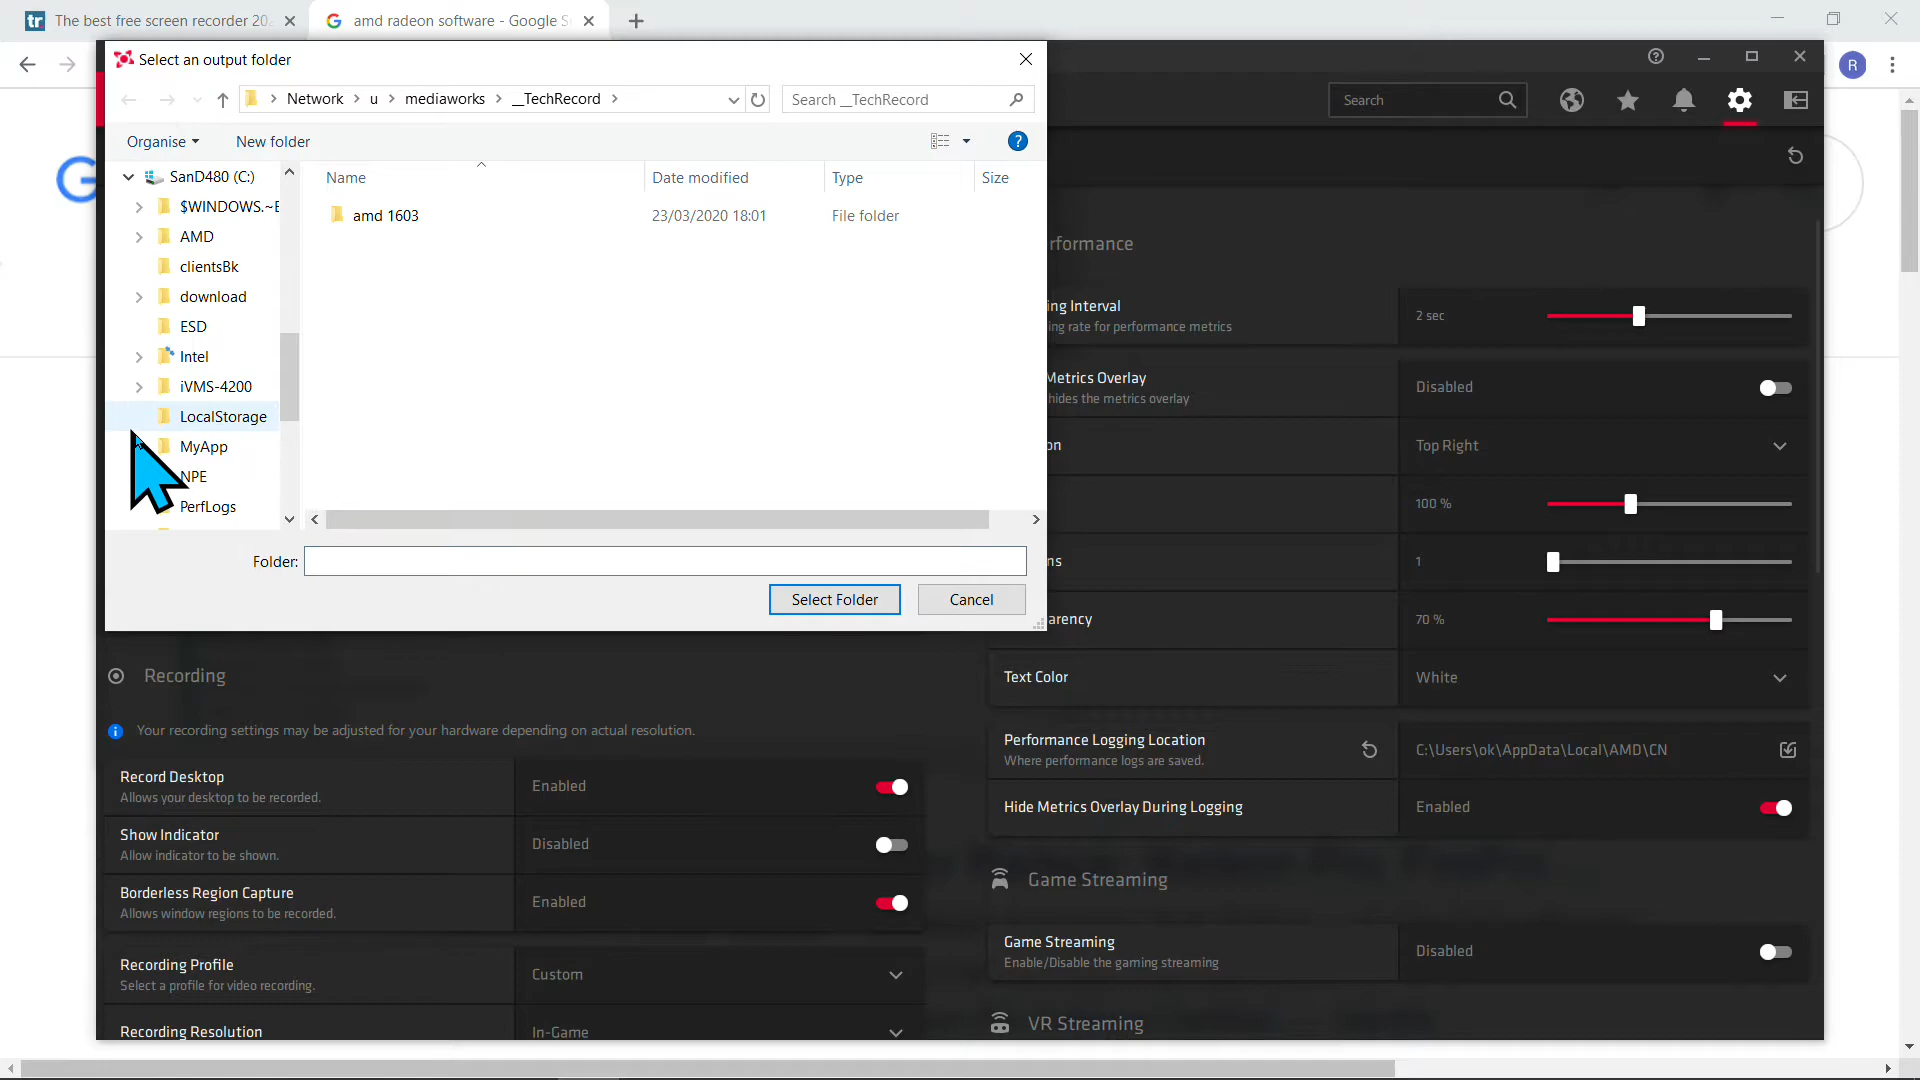 tr The best free screen recorder 20
amd radeon software - Google S
R
Select an output folder
Network > u > mediaworks > __TechRecord >
Search __TechRecord
Search
Organise
New folder
SanD480 (C:)
$WINDOWS.~E
AMD
clientsBk
download
ESD
Intel
iVMS-4200
LocalStorage
MyApp
NPE
PerfLogs
Name
Date modified
Type
Size
amd 1603
23/03/2020 18:01
File folder
Folder:
Select Folder
Cancel
rformance
ing Interval
ing rate for performance metrics
2 sec
Metrics Overlay
hides the metrics overlay
Disabled
on
Top Right
100 %
ns
1
arency
70 %
Text Color
White
Performance Logging Location
Where performance logs are saved.
C:\Users\ok\AppData\Local\AMD\CN
Hide Metrics Overlay During Logging
Enabled
Game Streaming
Game Streaming
Enable/Disable the gaming streaming
Disabled
VR Streaming
Recording
Your recording settings may be adjusted for your hardware depending on actual resolution.
Record Desktop
Allows your desktop to be recorded.
Enabled
Show Indicator
Allow indicator to be shown.
Disabled
Borderless Region Capture
Allows window regions to be recorded.
Enabled
Recording Profile
Select a profile for video recording.
Custom
Recording Resolution
In-Game